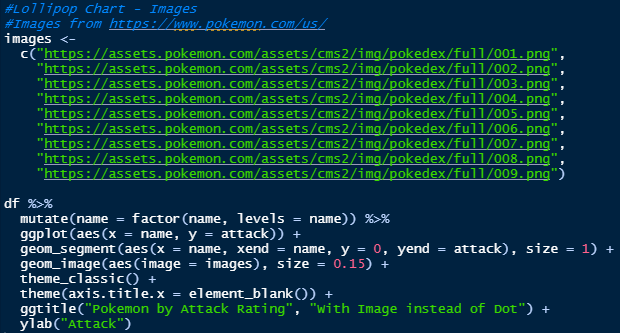 #Lollipop Chart - Images
#Images from https://www.pokemon.com/us/
images <-
  c("https://assets.pokemon.com/assets/cms2/img/pokedex/full/001.png",
    "https://assets.pokemon.com/assets/cms2/img/pokedex/full/002.png",
    "https://assets.pokemon.com/assets/cms2/img/pokedex/full/003.png",
    "https://assets.pokemon.com/assets/cms2/img/pokedex/full/004.png",
    "https://assets.pokemon.com/assets/cms2/img/pokedex/full/005.png",
    "https://assets.pokemon.com/assets/cms2/img/pokedex/full/006.png",
    "https://assets.pokemon.com/assets/cms2/img/pokedex/full/007.png",
    "https://assets.pokemon.com/assets/cms2/img/pokedex/full/008.png",
    "https://assets.pokemon.com/assets/cms2/img/pokedex/full/009.png")
df %>%
  mutate(name = factor(name, levels = name)) %>%
  ggplot(aes(x = name, y = attack)) +
  geom_segment(aes(x = name, xend = name, y = 0, yend = attack), size = 1) +
  geom_image(aes(image = images), size = 0.15) +
  theme_classic() +
  theme(axis.title.x = element_blank()) +
  ggtitle("Pokemon by Attack Rating", "With Image instead of Dot") +
  ylab("Attack")